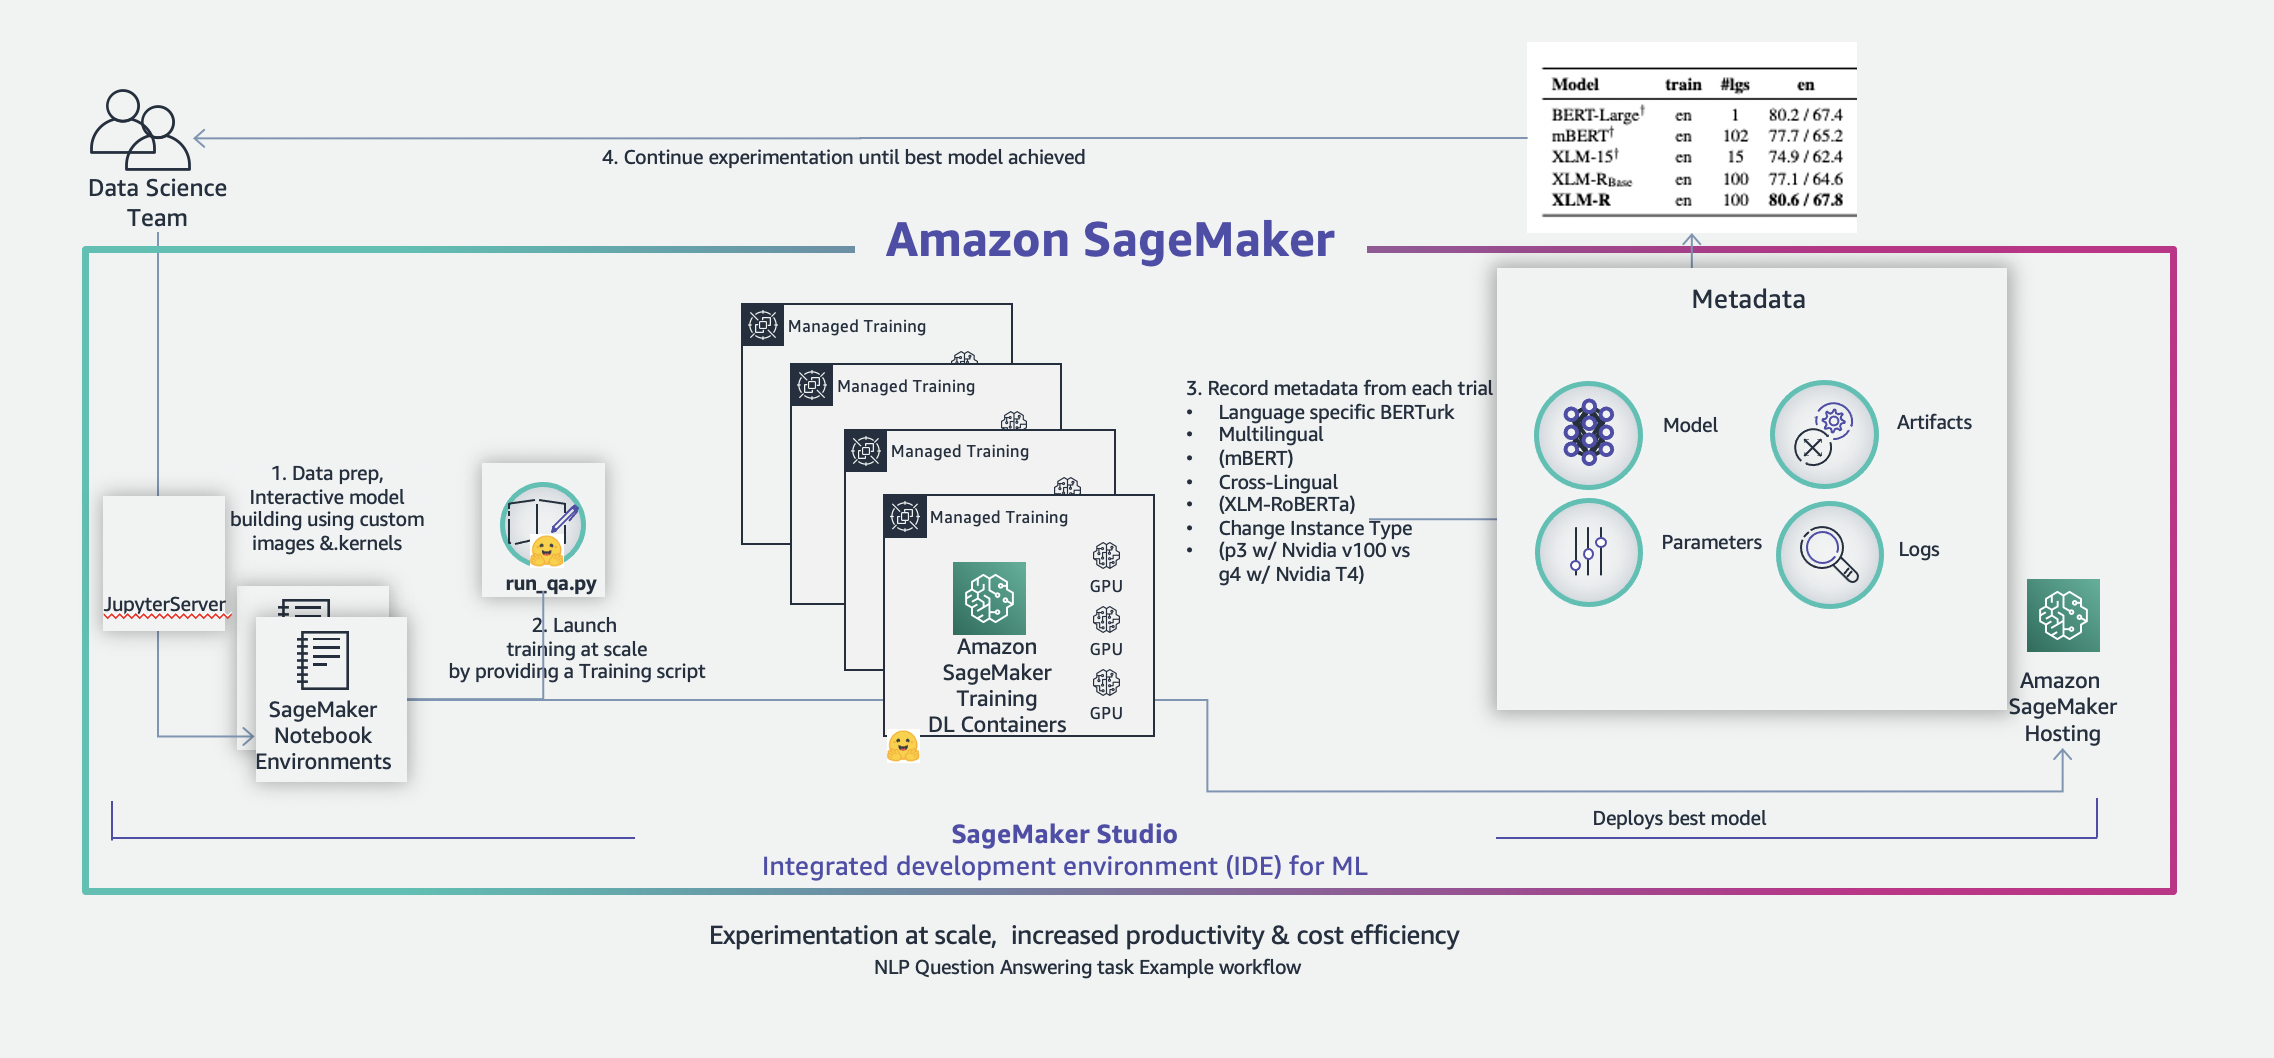 Model train #lgs en
BERT-Large† en 1 80.2 / 67.4
mBERT† en 102 77.7 / 65.2
XLM-15† en 15 74.9 / 62.4
XLM-RBase en 100 77.1 / 64.6
XLM-R en 100 80.6 / 67.8
4. Continue experimentation until best model achieved
Data Science
Team
Amazon SageMaker
Metadata
Model
Artifacts
Parameters
Logs
Managed Training
Managed Training
Managed Training
Managed Training
GPU
GPU
GPU
Amazon
SageMaker
Training
DL Containers
3. Record metadata from each trial
• Language specific BERTurk
• Multilingual
• (mBERT)
• Cross-Lingual
• (XLM-RoBERTa)
• Change Instance Type
• (p3 w/ Nvidia v100 vs
g4 w/ Nvidia T4)
1. Data prep,
Interactive model
building using custom
images &.kernels
JupyterServer
run_qa.py
2. Launch
training at scale
by providing a Training script
SageMaker
Notebook
Environments
Amazon
SageMaker
Hosting
Deploys best model
SageMaker Studio
Integrated development environment (IDE) for ML
Experimentation at scale, increased productivity & cost efficiency
NLP Question Answering task Example workflow